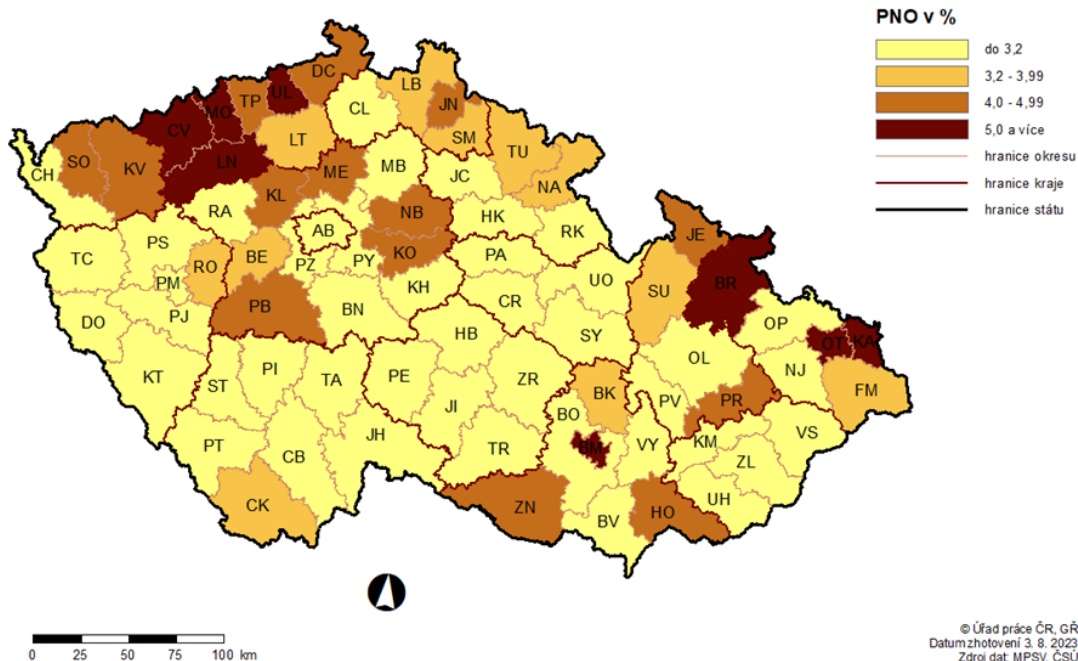 PNO v %
do 3,2
3,2 - 3,99
4,0 - 4,99
5,0 a více
hranice okresu
hranice kraje
hranice státu
DC
UL
LB
TP
MO
JN
CL
CV
LT
SM
TU
LN
SO
KV
ME
MB
CH
JC
NA
KL
RA
NB
HK
AB
RK
JE
PS
KO
BE
PA
TC
RO
PZ
PY
PM
UO
SU
BR
KH
CR
PB
BN
PJ
DO
OP
HB
SY
OT
KA
OL
NJ
KT
PI
ST
TA
PE
ZR
FM
BK
PV
PR
JI
BO
JH
VS
PT
KM
BM
VY
TR
CB
ZL
UH
CK
ZN
HO
BV
0 25 50 75 100 km
© Úřad práce ČR, GŘ
Datum zhotovení 3. 8. 2023
Zdroj dat: MPSV, ČSÚ